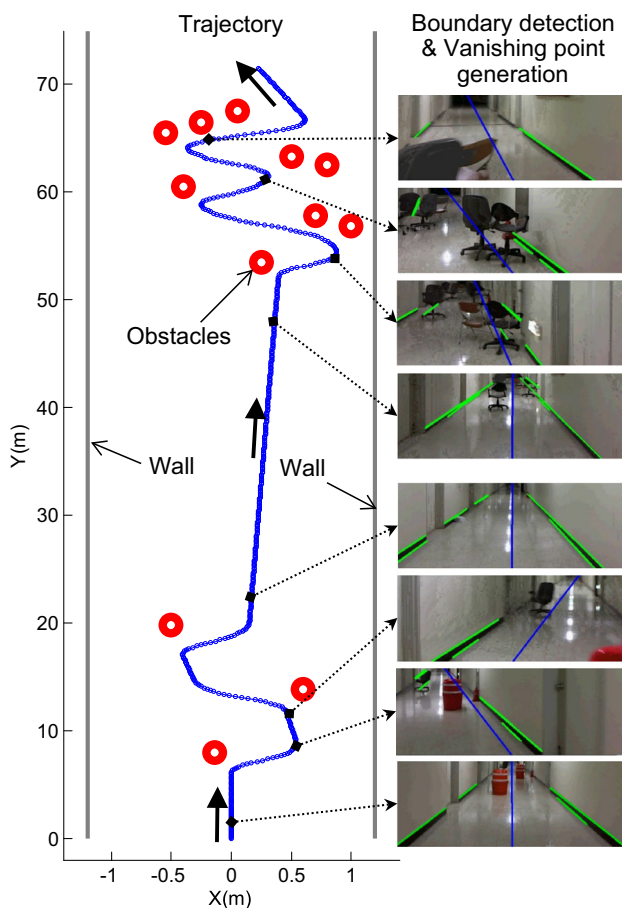 Trajectory
Boundary detection
& Vanishing point
generation
70
60
50
40
30
20
10
0
Y(m)
Obstacles
Wall
Wall
-1
-0.5
0
0.5
1
X(m)